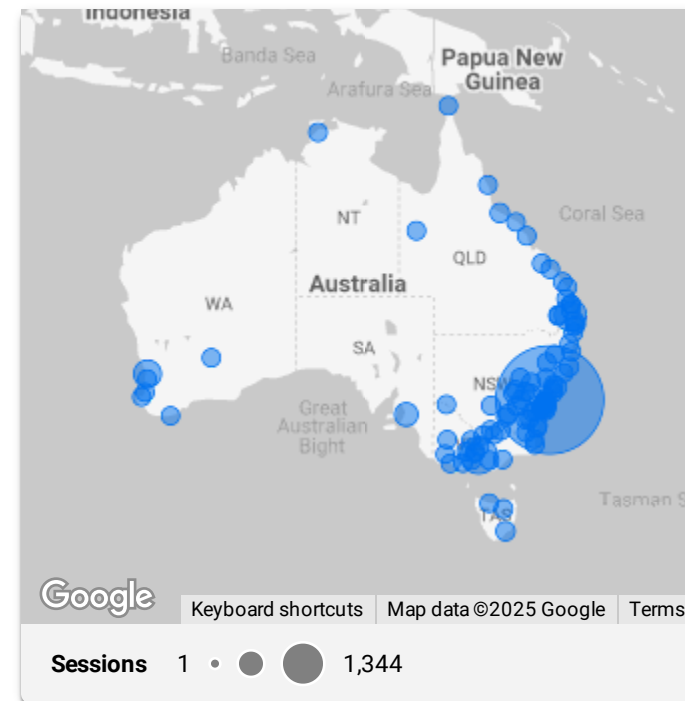 Indonesia
Banda Sea
Papua New
Guinea
Arafura Sea
Coral Sea
NT
QLD
Australia
WA
SA
NSW
Great
Australian
Bight
TAS
Tasman S
Google
Keyboard shortcuts
Map data ©2025 Google
Terms
Sessions 1 1,344